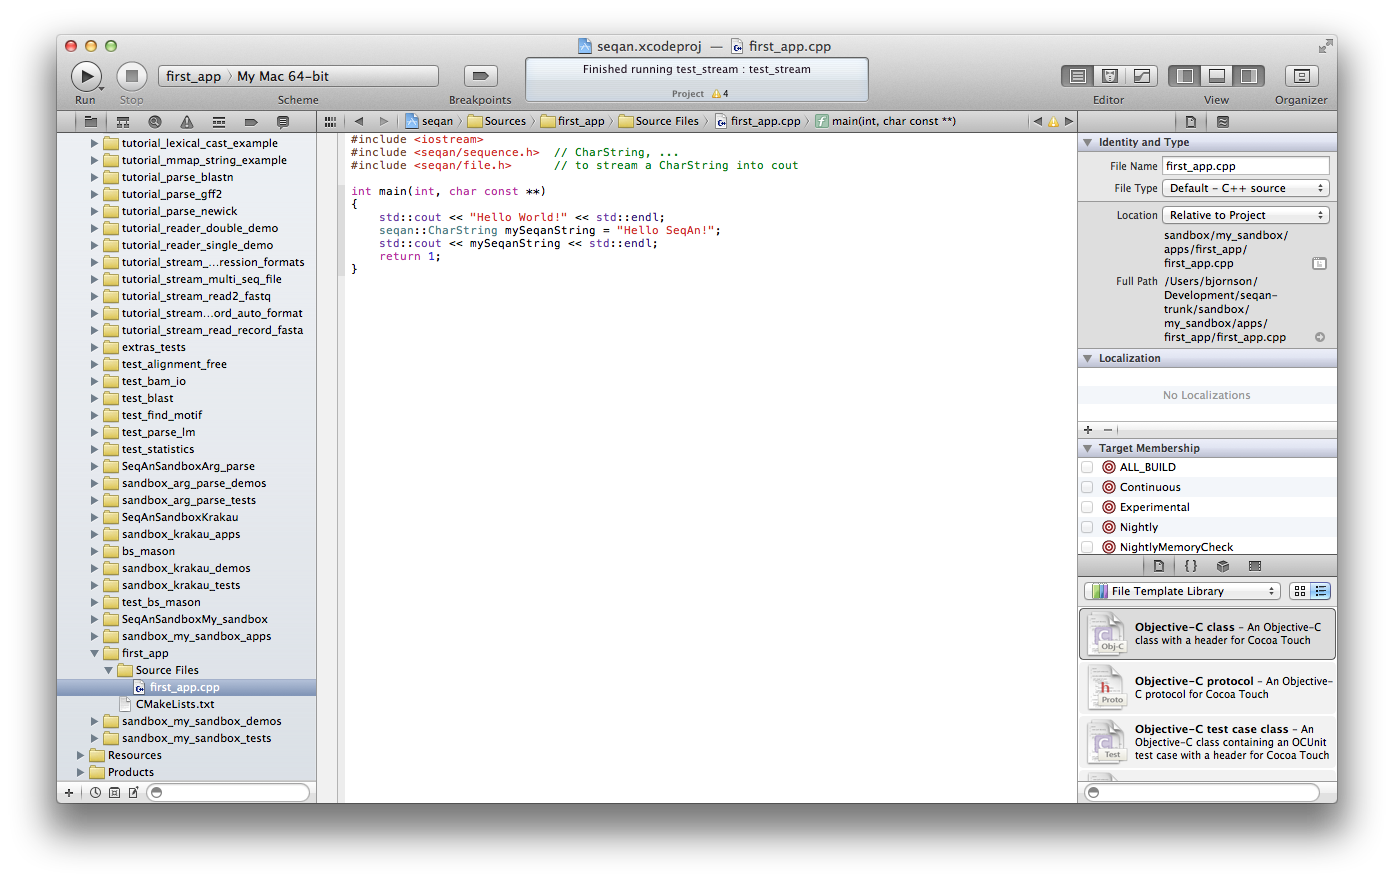 seqan.xcodeproj — first_app.cpp
first_app My Mac 64-bit
Finished running test_stream : test_stream
Project 4
Run Stop Scheme Breakpoints Editor View Organizer
seqan Sources first_app Source Files first_app.cpp main(int, char const **)
tutorial_lexical_cast_example
tutorial_mmap_string_example
tutorial_parse_blastn
tutorial_parse_gff2
tutorial_parse_newick
tutorial_reader_double_demo
tutorial_reader_single_demo
tutorial_stream_...ression_formats
tutorial_stream_multi_seq_file
tutorial_stream_read2_fastq
tutorial_stream...ord_auto_format
tutorial_stream_read_record_fasta
extras_tests
test_alignment_free
test_bam_io
test_blast
test_find_motif
test_parse_lm
test_statistics
SeqAnSandboxArg_parse
sandbox_arg_parse_demos
sandbox_arg_parse_tests
SeqAnSandboxKrakau
sandbox_krakau_apps
bs_mason
sandbox_krakau_demos
sandbox_krakau_tests
test_bs_mason
SeqAnSandboxMy_sandbox
sandbox_my_sandbox_apps
first_app
Source Files
first_app.cpp
CMakeLists.txt
sandbox_my_sandbox_demos
sandbox_my_sandbox_tests
Resources
Products
#include <iostream>
#include <seqan/sequence.h>  // CharString, ...
#include <seqan/file.h>      // to stream a CharString into cout
int main(int, char const **)
{
    std::cout << "Hello World!" << std::endl;
    seqan::CharString mySeqanString = "Hello SeqAn!";
    std::cout << mySeqanString << std::endl;
    return 1;
}
Identity and Type
File Name first_app.cpp
File Type Default - C++ source
Location Relative to Project
sandbox/my_sandbox/
apps/first_app/
first_app.cpp
Full Path /Users/bjornson/
Development/seqan-
trunk/sandbox/
my_sandbox/apps/
first_app/first_app.cpp
Localization
No Localizations
Target Membership
ALL_BUILD
Continuous
Experimental
Nightly
NightlyMemoryCheck
{ }
File Template Library
Obj-C
Objective-C class - An Objective-C
class with a header for Cocoa Touch
h
Proto
Objective-C protocol - An Objective-
C protocol for Cocoa Touch
C
Test
Objective-C test case class - An
Objective-C class containing an OCUnit
test case with a header for Cocoa Touch